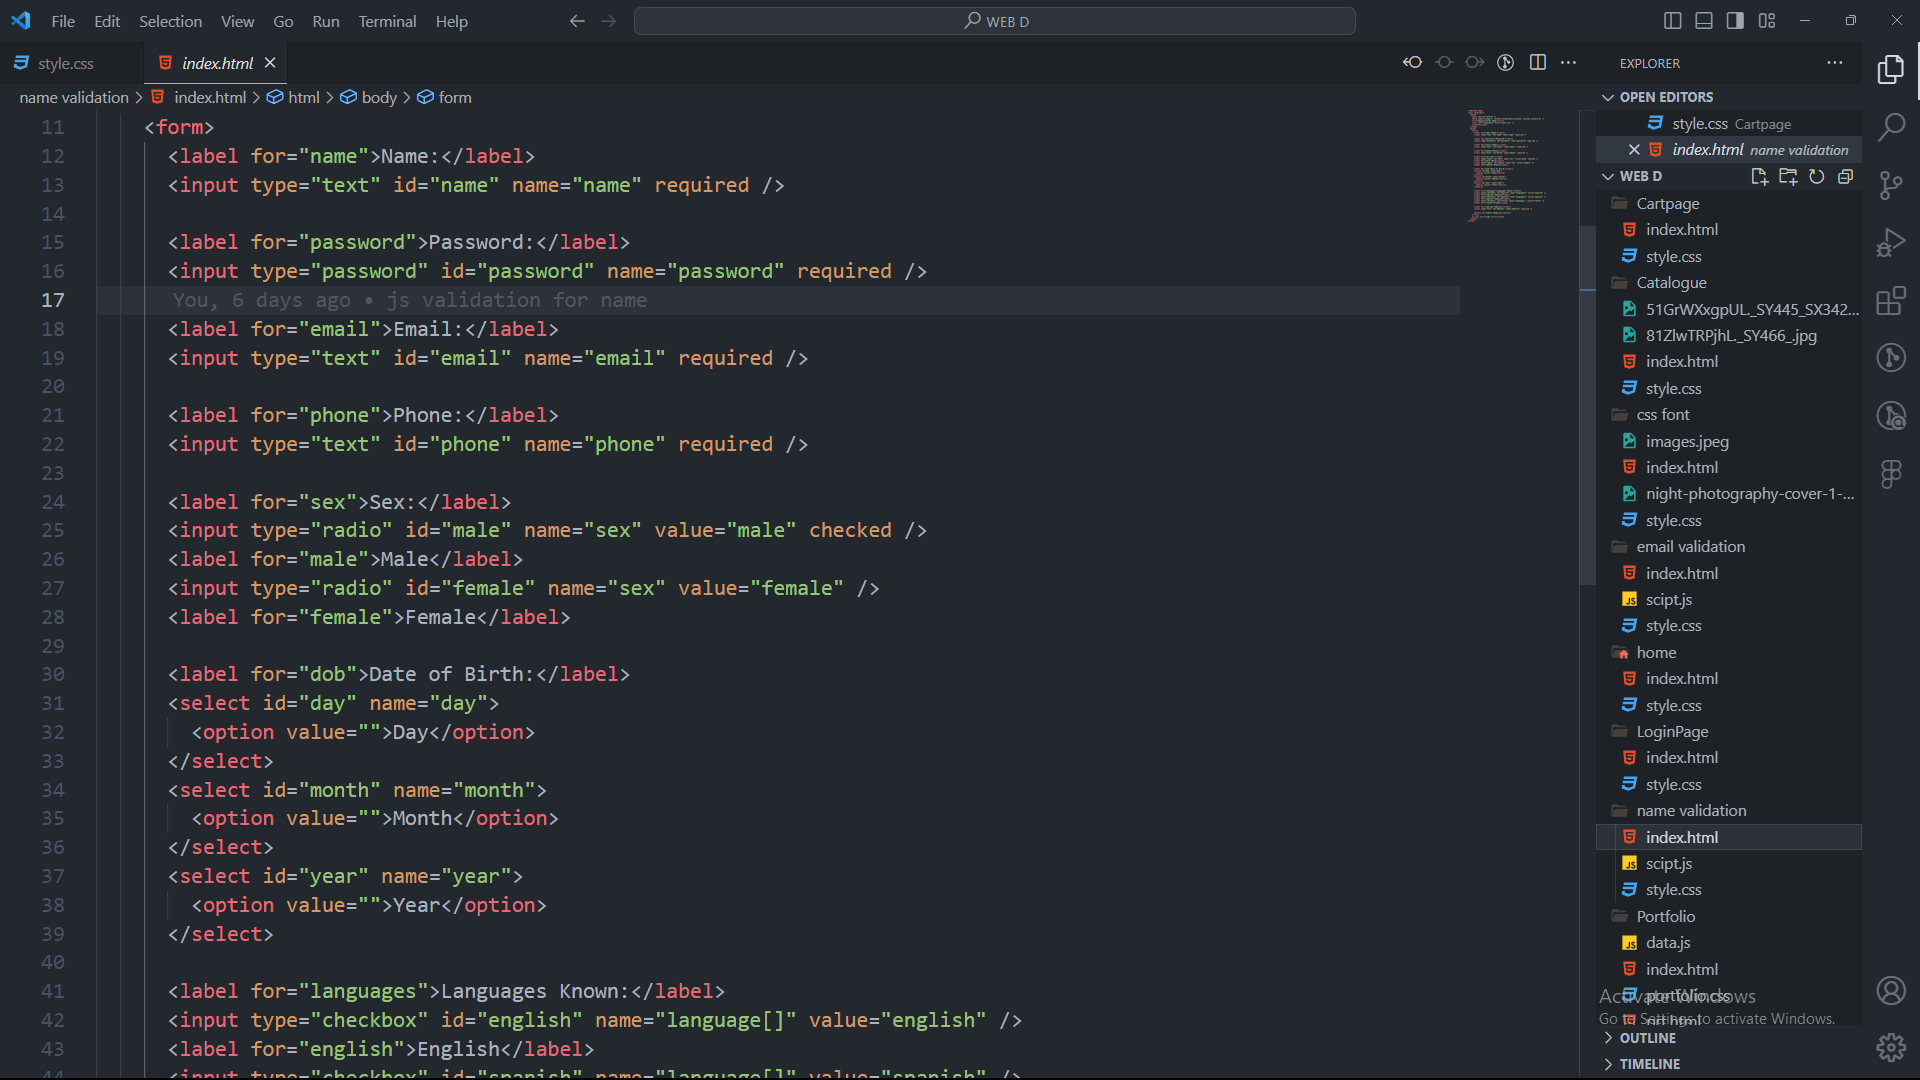 File Edit Selection View Go Run Terminal Help
WEB D
style.css
index.html
name validation > index.html > html > body > form
11 <form>
12 <label for="name">Name:</label>
13 <input type="text" id="name" name="name" required />
14
15 <label for="password">Password:</label>
16 <input type="password" id="password" name="password" required />
17 You, 6 days ago • js validation for name
18 <label for="email">Email:</label>
19 <input type="text" id="email" name="email" required />
20
21 <label for="phone">Phone:</label>
22 <input type="text" id="phone" name="phone" required />
23
24 <label for="sex">Sex:</label>
25 <input type="radio" id="male" name="sex" value="male" checked />
26 <label for="male">Male</label>
27 <input type="radio" id="female" name="sex" value="female" />
28 <label for="female">Female</label>
29
30 <label for="dob">Date of Birth:</label>
31 <select id="day" name="day">
32 <option value="">Day</option>
33 </select>
34 <select id="month" name="month">
35 <option value="">Month</option>
36 </select>
37 <select id="year" name="year">
38 <option value="">Year</option>
39 </select>
40
41 <label for="languages">Languages Known:</label>
42 <input type="checkbox" id="english" name="language[]" value="english" />
43 <label for="english">English</label>
44 <input type="checkbox" id="spanish" name="language[]" value="spanish" />
EXPLORER
OPEN EDITORS
style.css Cartpage
index.html name validation
WEB D
Cartpage
index.html
style.css
Catalogue
51GrWXxgpUL._SY445_SX342...
81ZlwTRPjhL._SY466_.jpg
index.html
style.css
css font
images.jpeg
index.html
night-photography-cover-1-...
style.css
email validation
index.html
scipt.js
style.css
home
index.html
style.css
LoginPage
index.html
style.css
name validation
index.html
scipt.js
style.css
Portfolio
data.js
index.html
portfolio.css
Activate Windows
Go to Settings to activate Windows.
OUTLINE
TIMELINE